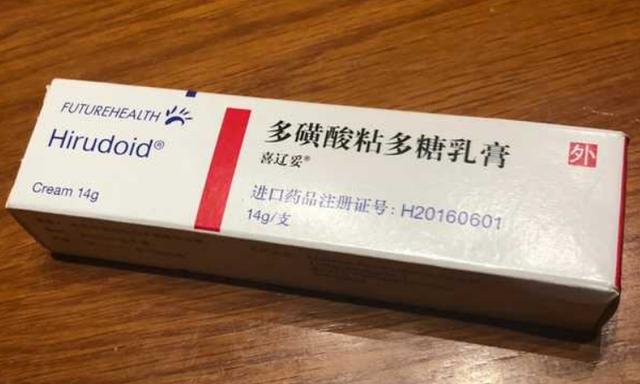 FUTUREHEALTH
Hirudoid®
Cream 14g
多磺酸粘多糖乳膏
喜辽妥®
进口药品注册证号：H20160601
14g/支
外